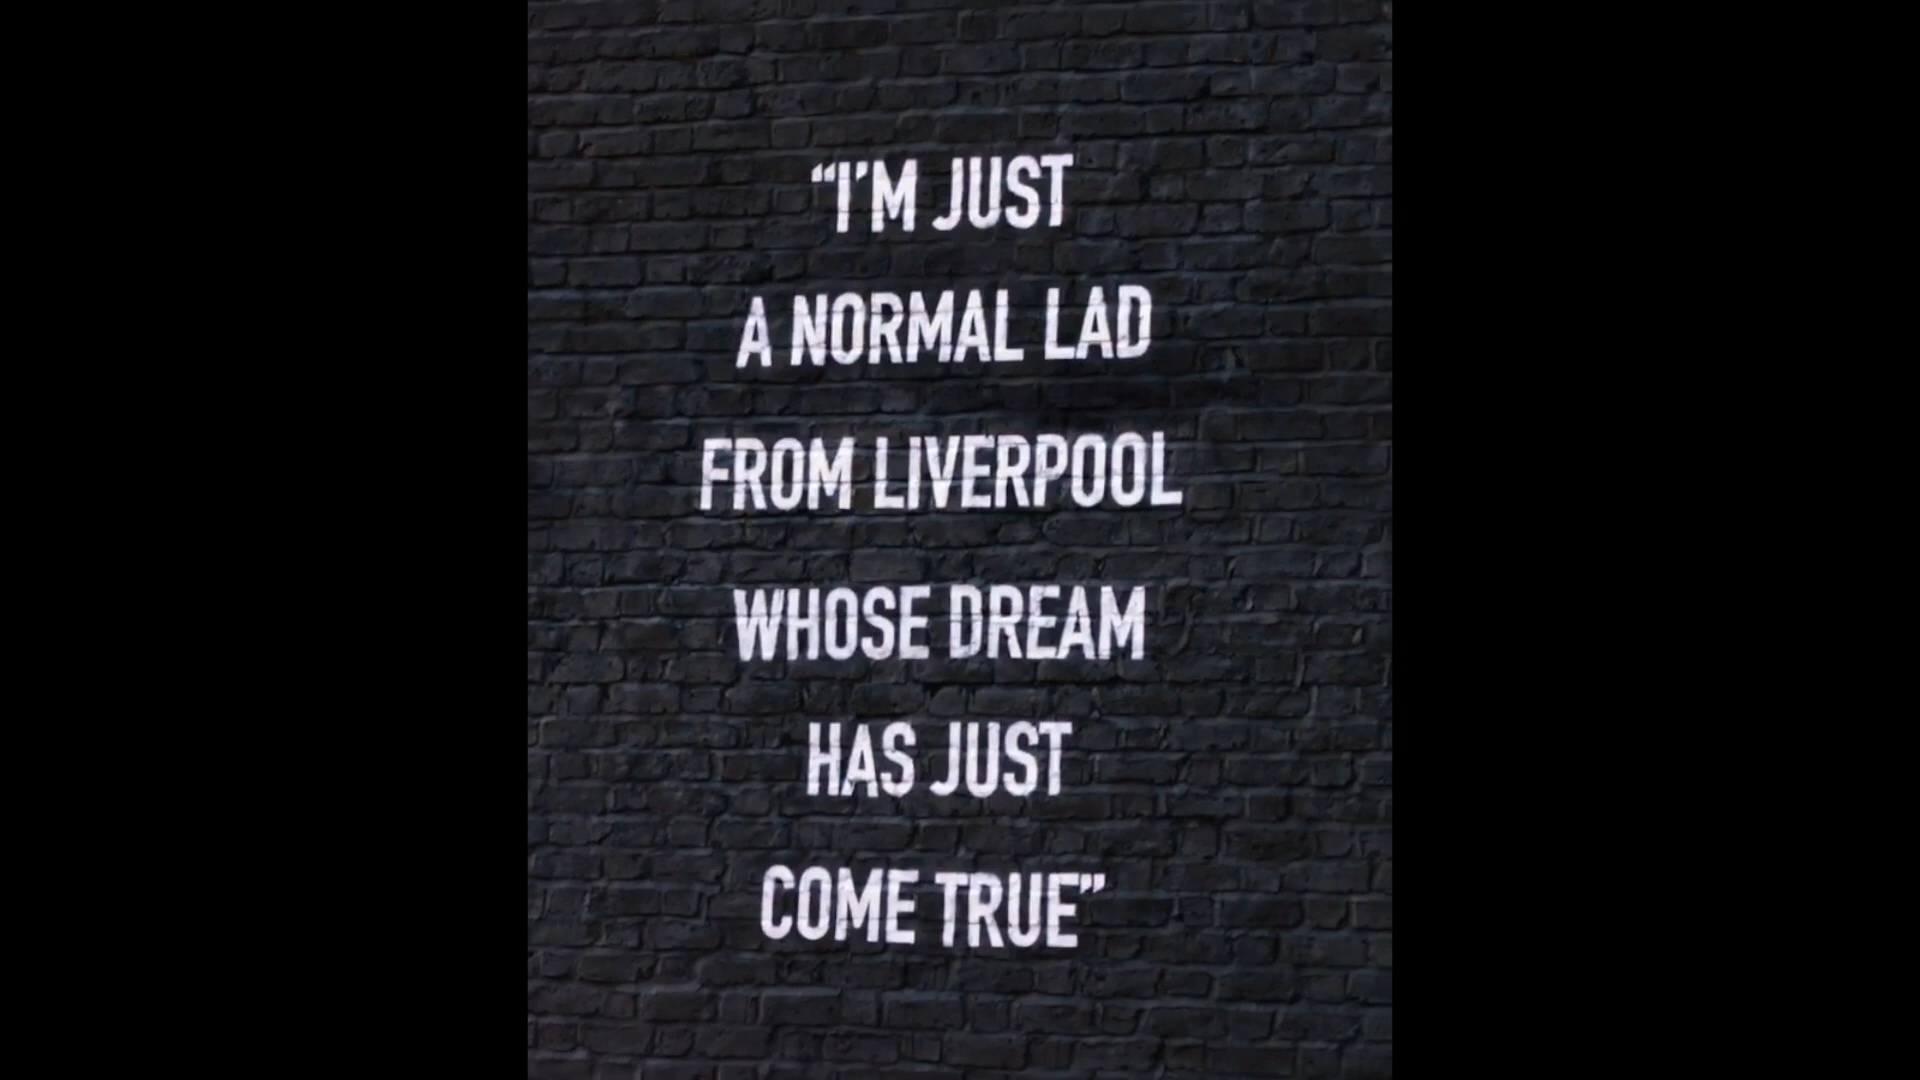 “I’M JUST
A NORMAL LAD
FROM LIVERPOOL
WHOSE DREAM
HAS JUST
COME TRUE”